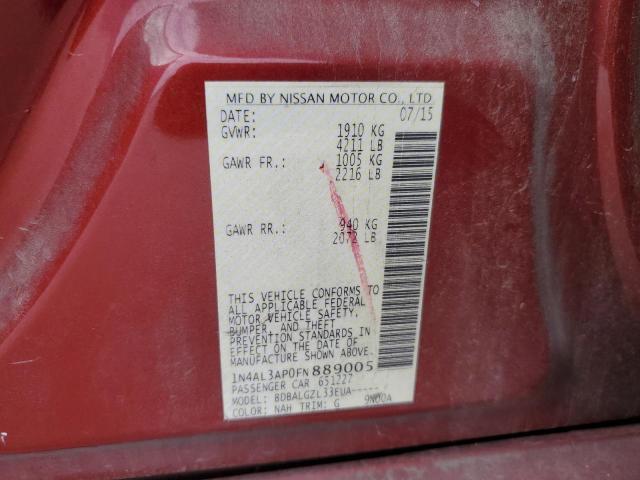 MFD BY NISSAN MOTOR CO., LTD
DATE: 07/15
GVWR: 1910 KG
4211 LB
GAWR FR.: 1005 KG
2216 LB
GAWR RR.: 940 KG
2072 LB
THIS VEHICLE CONFORMS TO
ALL APPLICABLE FEDERAL
MOTOR VEHICLE SAFETY,
BUMPER, AND THEFT
PREVENTION STANDARDS IN
EFFECT ON THE DATE OF
MANUFACTURE SHOWN ABOVE.
1N4AL3AP0FN889005
PASSENGER CAR 651227
MODEL: BDBALGZL33EUA-----
COLOR: NAH TRIM: G 9N00A